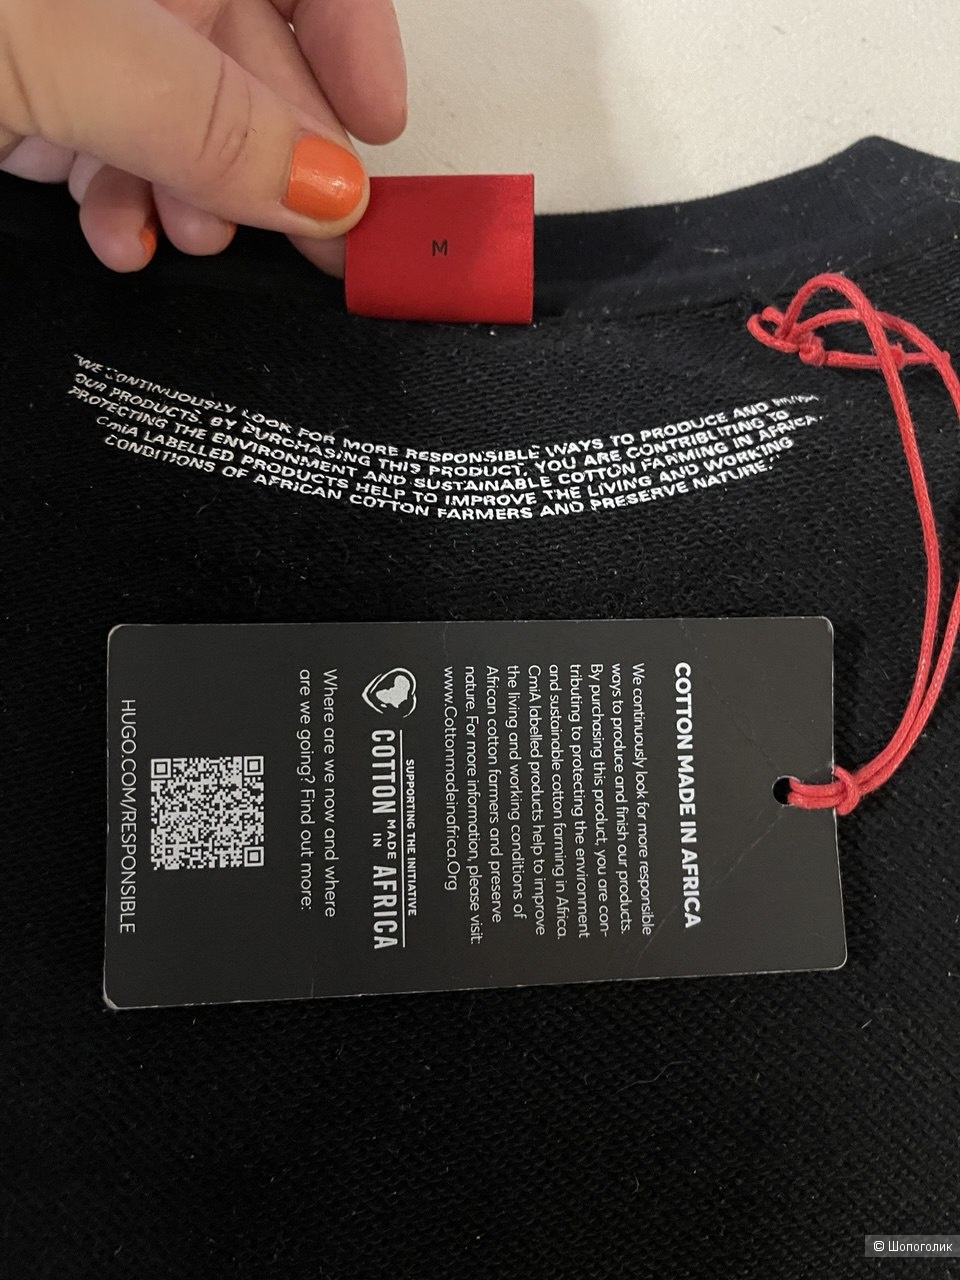 M
"WE CONTINUOUSLY LOOK FOR MORE RESPONSIBLE WAYS TO PRODUCE AND FINISH
OUR PRODUCTS. BY PURCHASING THIS PRODUCT, YOU ARE CONTRIBUTING TO
PROTECTING THE ENVIRONMENT AND SUSTAINABLE COTTON FARMING IN AFRICA.
CmiA LABELLED PRODUCTS HELP TO IMPROVE THE LIVING AND WORKING
CONDITIONS OF AFRICAN COTTON FARMERS AND PRESERVE NATURE."
COTTON MADE IN AFRICA
We continuously look for more responsible
ways to produce and finish our products.
By purchasing this product, you are con-
tributing to protecting the environment
and sustainable cotton farming in Africa.
CmiA labelled products help to improve
the living and working conditions of
African cotton farmers and preserve
nature. For more information, please visit:
www.Cottonmadeinafrica.Org
SUPPORTING THE INITIATIVE
COTTON MADE IN AFRICA
Where are we now and where
are we going? Find out more:
HUGO.COM/RESPONSIBLE
© Шопоголик